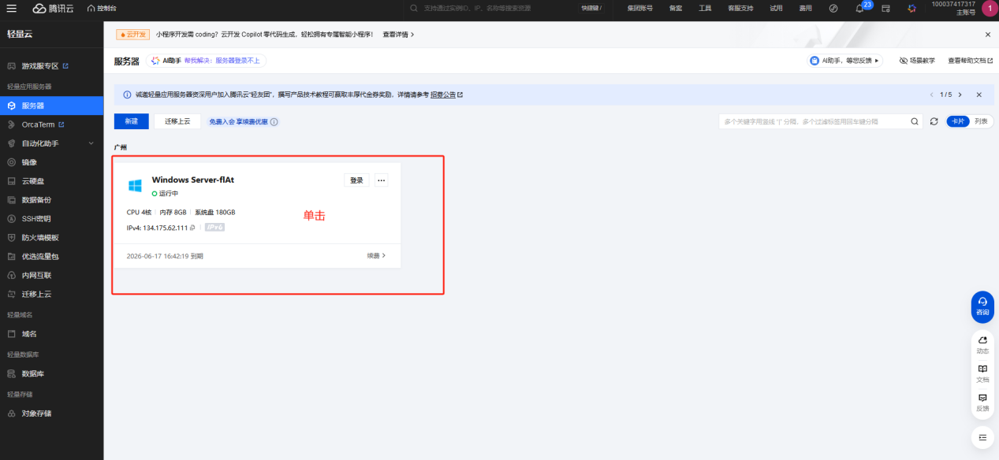 腾讯云
控制台
支持通过实例ID、IP、名称等搜索资源
快捷键 /
集团账号
备案
工具
客服支持
试用
费用
23
100037417317
主账号
1
轻量云
游戏服专区
轻量应用服务器
服务器
OrcaTerm
自动化助手
镜像
云硬盘
数据备份
SSH密钥
防火墙模板
优选流量包
内网互联
迁移上云
轻量域名
域名
轻量数据库
数据库
轻量存储
对象存储
云开发
小程序开发需 coding? 云开发 Copilot 零代码生成，轻松拥有专属智能小程序！ 查看详情
服务器
AI助手 帮我解决：服务器登录不上
AI助手，等您反馈
场景教学
查看帮助文档
诚邀轻量应用服务器资深用户加入腾讯云“轻友团”，撰写产品技术教程可赢取丰厚代金券奖励，详情请参考 招募公告
1/5
新建
迁移上云
免费入会 享续费优惠
多个关键字用竖线 "|" 分隔，多个过滤标签用回车键分隔
卡片
列表
广州
Windows Server-flAt
登录
运行中
CPU 4核 | 内存 8GB | 系统盘 180GB
单击
IPv4: 134.175.62.111 | IPv6
2026-06-17 16:42:19 到期
续费
咨询
动态
文档
反馈